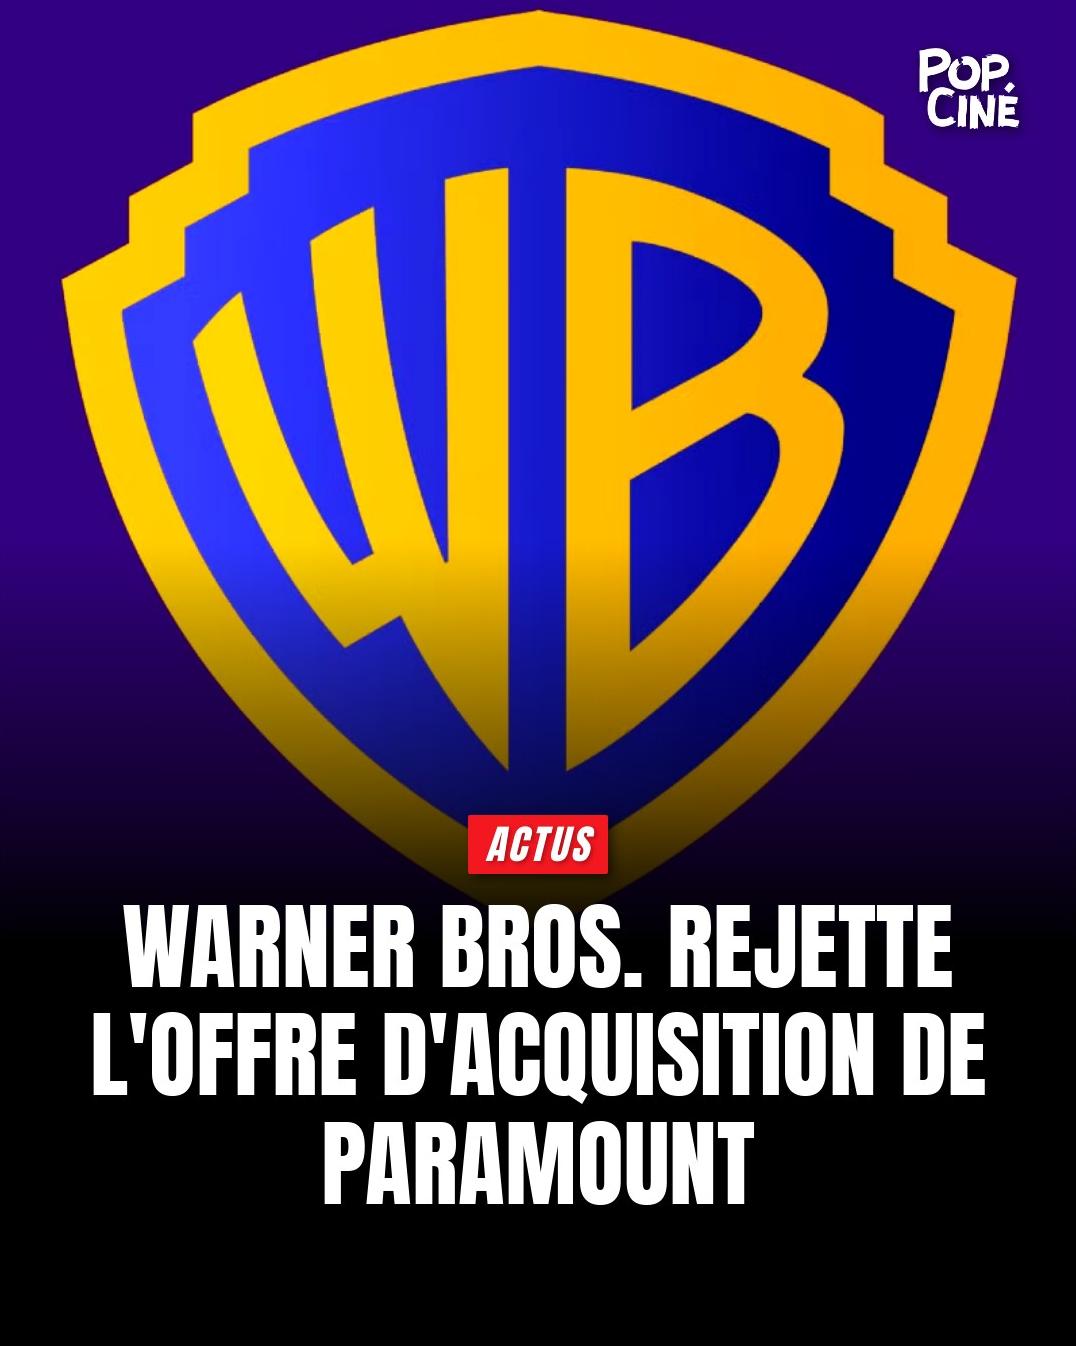 POP.
CINÉ
WB
ACTUS
WARNER BROS. REJETTE
L'OFFRE D'ACQUISITION DE
PARAMOUNT